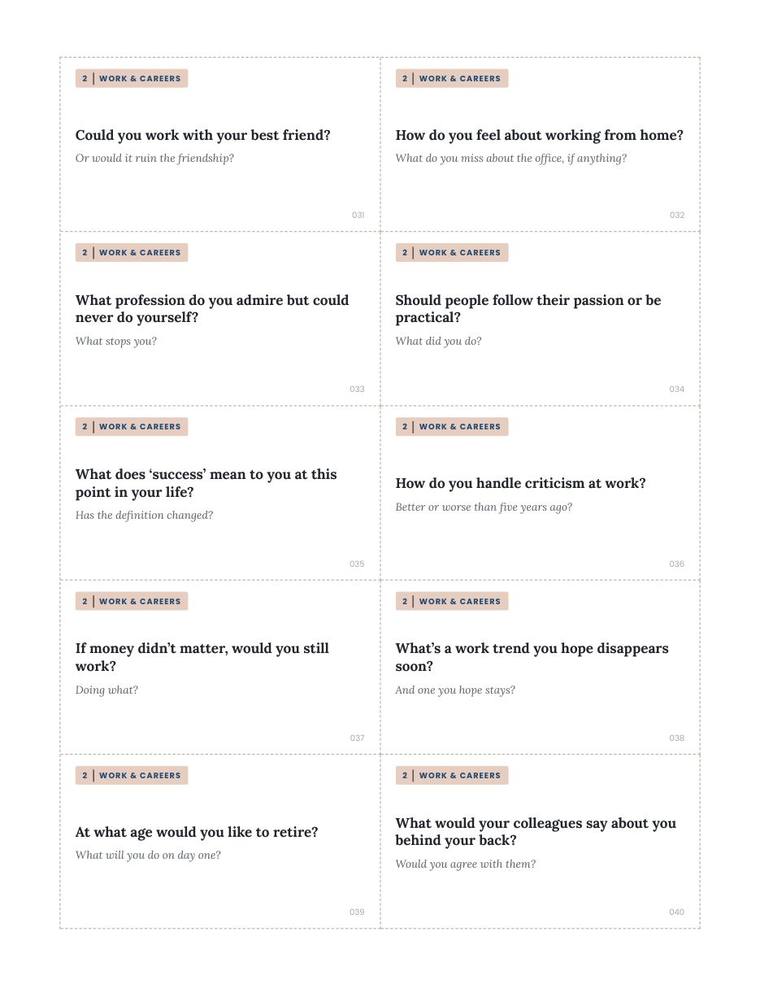 2 | WORK & CAREERS
Could you work with your best friend?
Or would it ruin the friendship?
031
2 | WORK & CAREERS
How do you feel about working from home?
What do you miss about the office, if anything?
032
2 | WORK & CAREERS
What profession do you admire but could
never do yourself?
What stops you?
033
2 | WORK & CAREERS
Should people follow their passion or be
practical?
What did you do?
034
2 | WORK & CAREERS
What does ‘success’ mean to you at this
point in your life?
Has the definition changed?
035
2 | WORK & CAREERS
How do you handle criticism at work?
Better or worse than five years ago?
036
2 | WORK & CAREERS
If money didn’t matter, would you still
work?
Doing what?
037
2 | WORK & CAREERS
What’s a work trend you hope disappears
soon?
And one you hope stays?
038
2 | WORK & CAREERS
At what age would you like to retire?
What will you do on day one?
039
2 | WORK & CAREERS
What would your colleagues say about you
behind your back?
Would you agree with them?
040